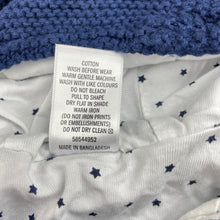 COTTON
WASH BEFORE WEAR
WARM GENTLE MACHINE
WASH WITH LIKE COLOURS
DO NOT BLEACH
PULL TO SHAPE
DRY FLAT IN SHADE
WARM IRON
(DO NOT IRON PRINTS
OR EMBELLISHMENTS)
DO NOT DRY CLEAN
58544952
MADE IN BANGLADESH